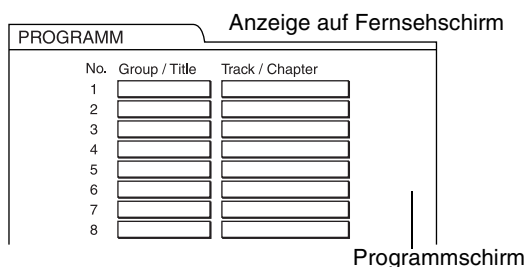 Anzeige auf Fernsehschirm
PROGRAMM
No. Group / Title Track / Chapter
1
2
3
4
5
6
7
8
Programmschirm